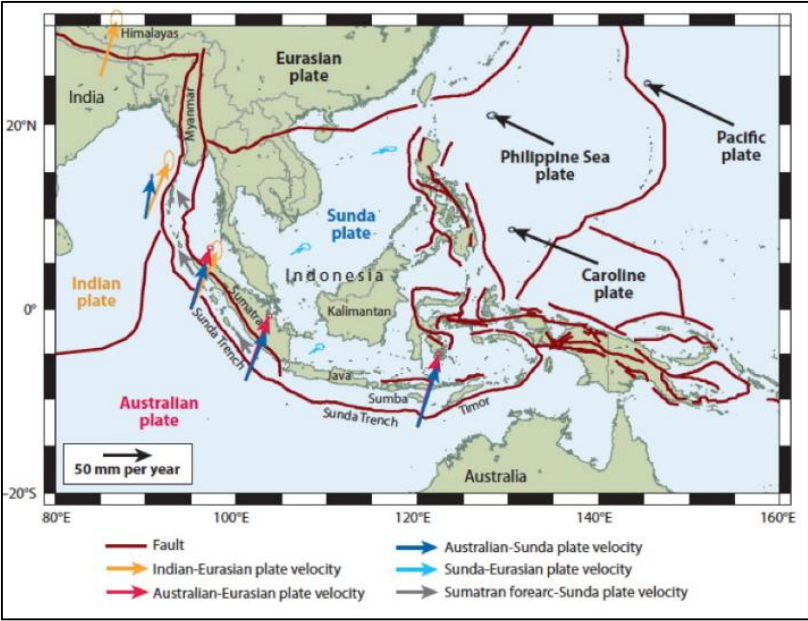 Himalayas
Eurasian
plate
India
Myanmar
20°N
Pacific
plate
Philippine Sea
plate
Sunda
plate
Indian
plate
Indonesia
Caroline
plate
0°
Sumatra
Kalimantan
Sunda Trench
Java
Sumba
Timor
Sunda Trench
Australian
plate
50 mm per year
Australia
–20°S
80°E 100°E 120°E 140°E 160°E
Fault
Indian-Eurasian plate velocity
Australian-Eurasian plate velocity
Australian-Sunda plate velocity
Sunda-Eurasian plate velocity
Sumatran forearc-Sunda plate velocity